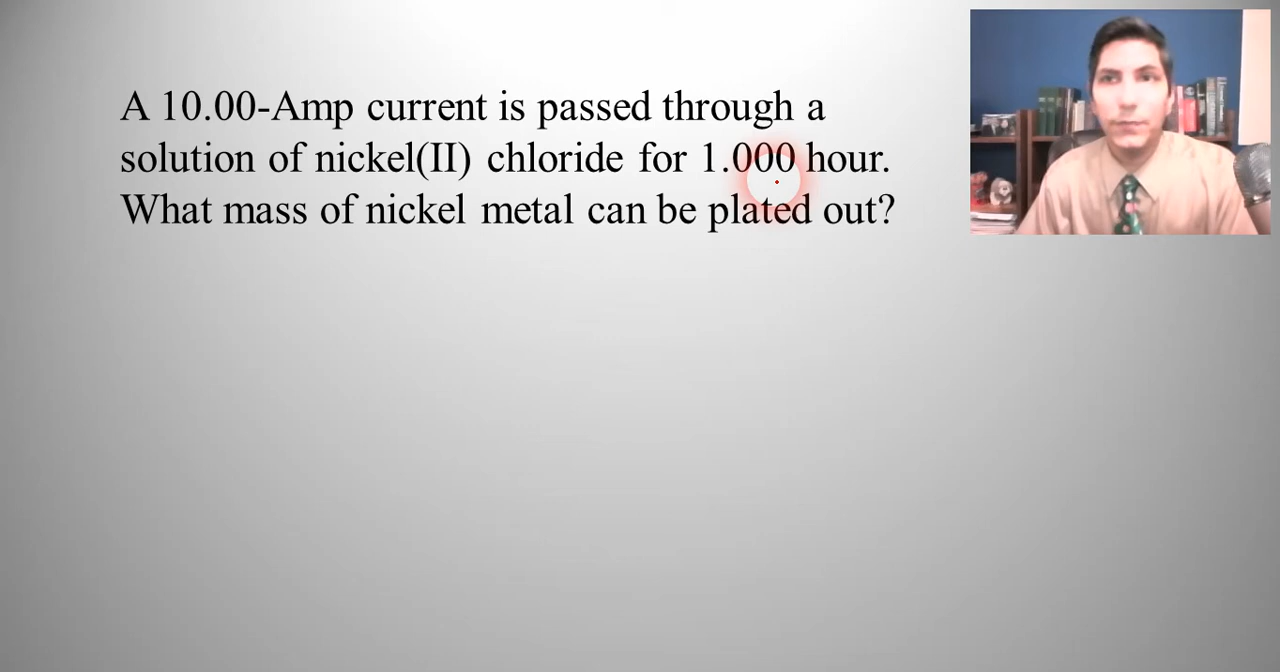 A 10.00-Amp current is passed through a
solution of nickel(II) chloride for 1.000 hour.
What mass of nickel metal can be plated out?